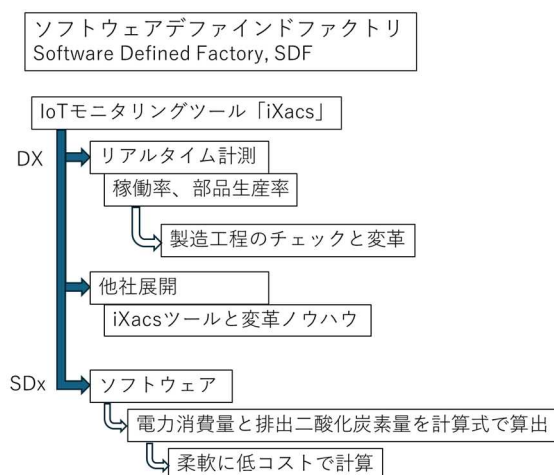 ソフトウェアデファインドファクトリ
Software Defined Factory, SDF
IoTモニタリングツール「iXacs」
DX
リアルタイム計測
稼働率、部品生産率
製造工程のチェックと変革
他社展開
iXacsツールと変革ノウハウ
SDx
ソフトウェア
電力消費量と排出二酸化炭素量を計算式で算出
柔軟に低コストで計算